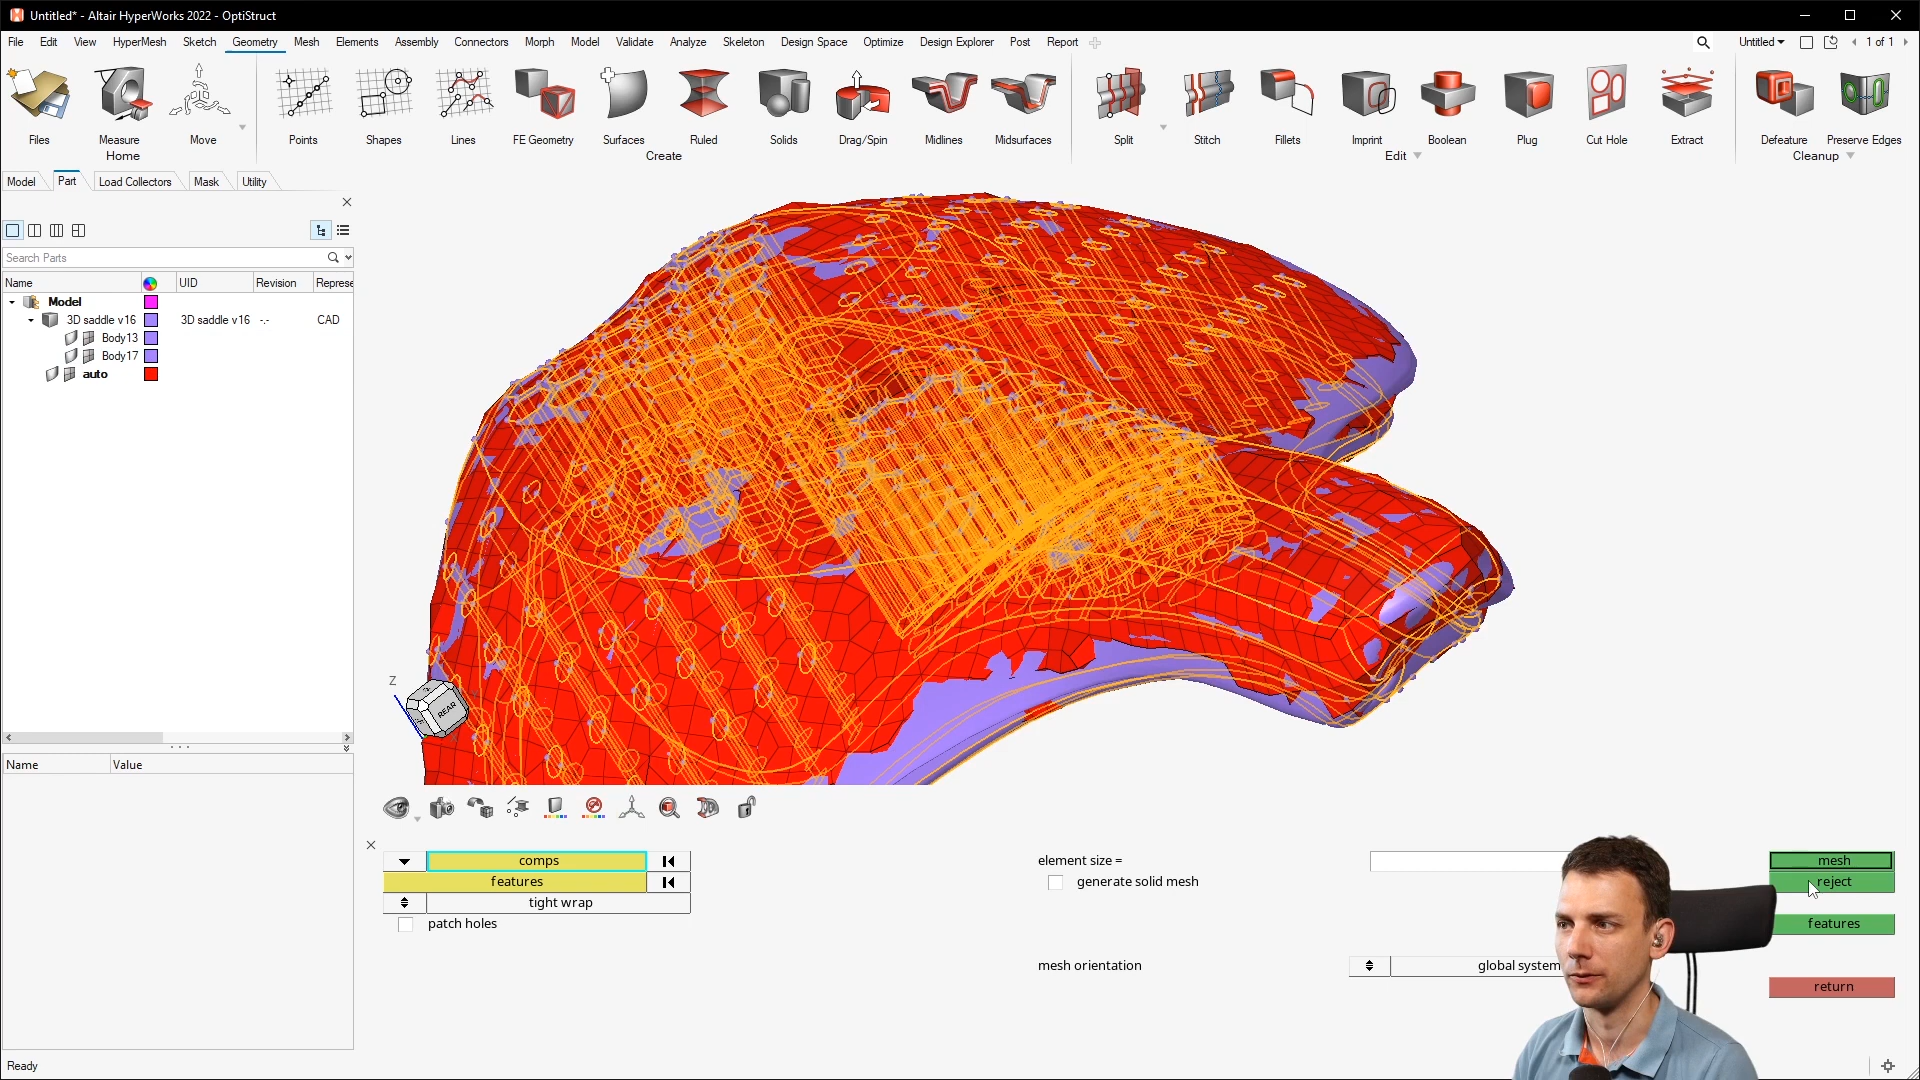 Untitled* - Altair HyperWorks 2022 - OptiStruct
File Edit View HyperMesh Sketch Geometry Mesh Elements Assembly Connectors Morph Model Validate Analyze Skeleton Design Space Optimize Design Explorer Post Report Untitled 1 of 1
Files Measure Move Points Shapes Lines FE Geometry Surfaces Ruled Solids Drag/Spin Midlines Midsurfaces Split Stitch Fillets Imprint Boolean Plug Cut Hole Extract Defeature Preserve Edges
Home Create Edit Cleanup
Model Part Load Collectors Mask Utility
Search Parts
Name UID Revision Represe
Model
3D saddle v16 3D saddle v16 -.- CAD
Body13
Body17
auto
Z
REAR
Name Value
comps
features
tight wrap
patch holes
element size =
generate solid mesh
mesh orientation
global system
mesh
reject
features
return
Ready